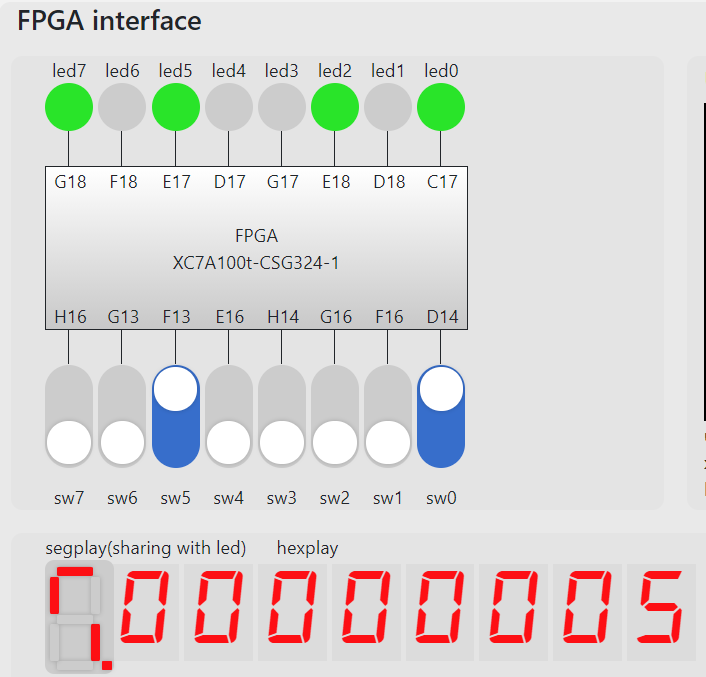 FPGA interface
led7 led6 led5 led4 led3 led2 led1 led0
G18 F18 E17 D17 G17 E18 D18 C17
FPGA
XC7A100t-CSG324-1
H16 G13 F13 E16 H14 G16 F16 D14
sw7 sw6 sw5 sw4 sw3 sw2 sw1 sw0
segplay(sharing with led) hexplay
00000005